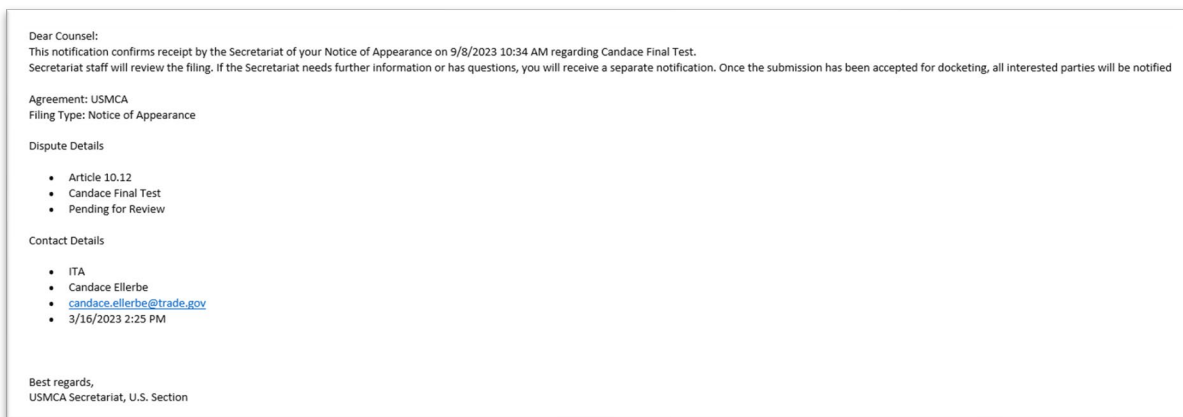 Dear Counsel:
This notification confirms receipt by the Secretariat of your Notice of Appearance on 9/8/2023 10:34 AM regarding Candace Final Test.
Secretariat staff will review the filing. If the Secretariat needs further information or has questions, you will receive a separate notification. Once the submission has been accepted for docketing, all interested parties will be notified
Agreement: USMCA
Filing Type: Notice of Appearance
Dispute Details
• Article 10.12
• Candace Final Test
• Pending for Review
Contact Details
• ITA
• Candace Ellerbe
• candace.ellerbe@trade.gov
• 3/16/2023 2:25 PM
Best regards,
USMCA Secretariat, U.S. Section